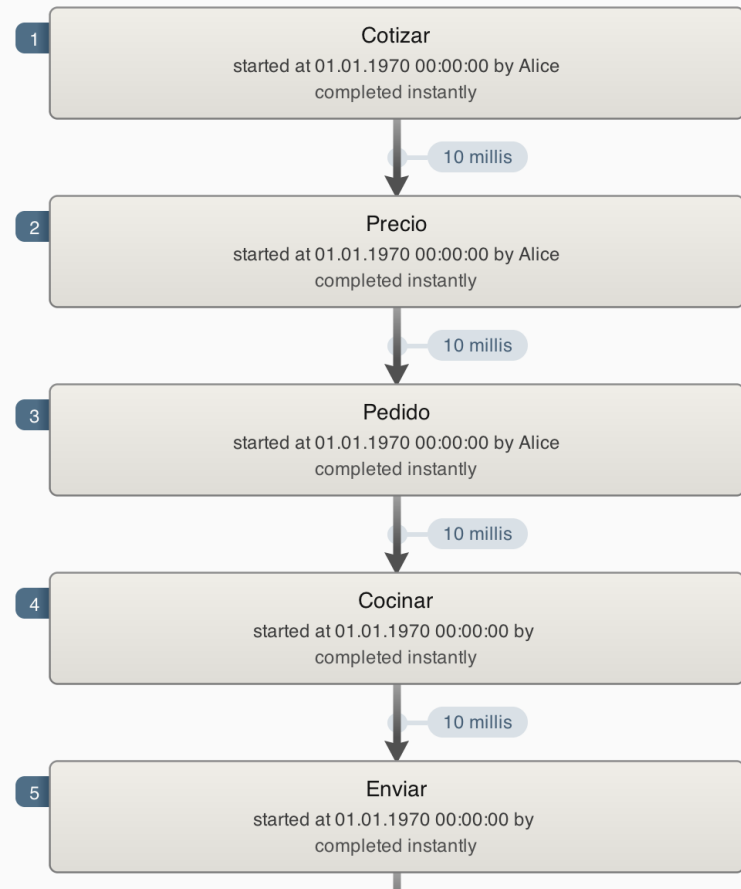 1
Cotizar
started at 01.01.1970 00:00:00 by Alice
completed instantly
10 millis
2
Precio
started at 01.01.1970 00:00:00 by Alice
completed instantly
10 millis
3
Pedido
started at 01.01.1970 00:00:00 by Alice
completed instantly
10 millis
4
Cocinar
started at 01.01.1970 00:00:00 by
completed instantly
10 millis
5
Enviar
started at 01.01.1970 00:00:00 by
completed instantly